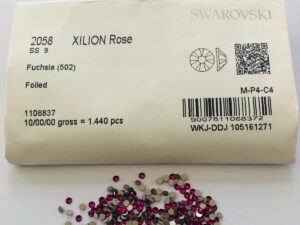 SWAROVSKI
2058 XILION Rose
SS 9
Fuchsia (502)
Foiled
M-P4-C4
1108837
10/00/00 gross = 1.440 pcs
9007811088372
WKJ-DDJ 105161271